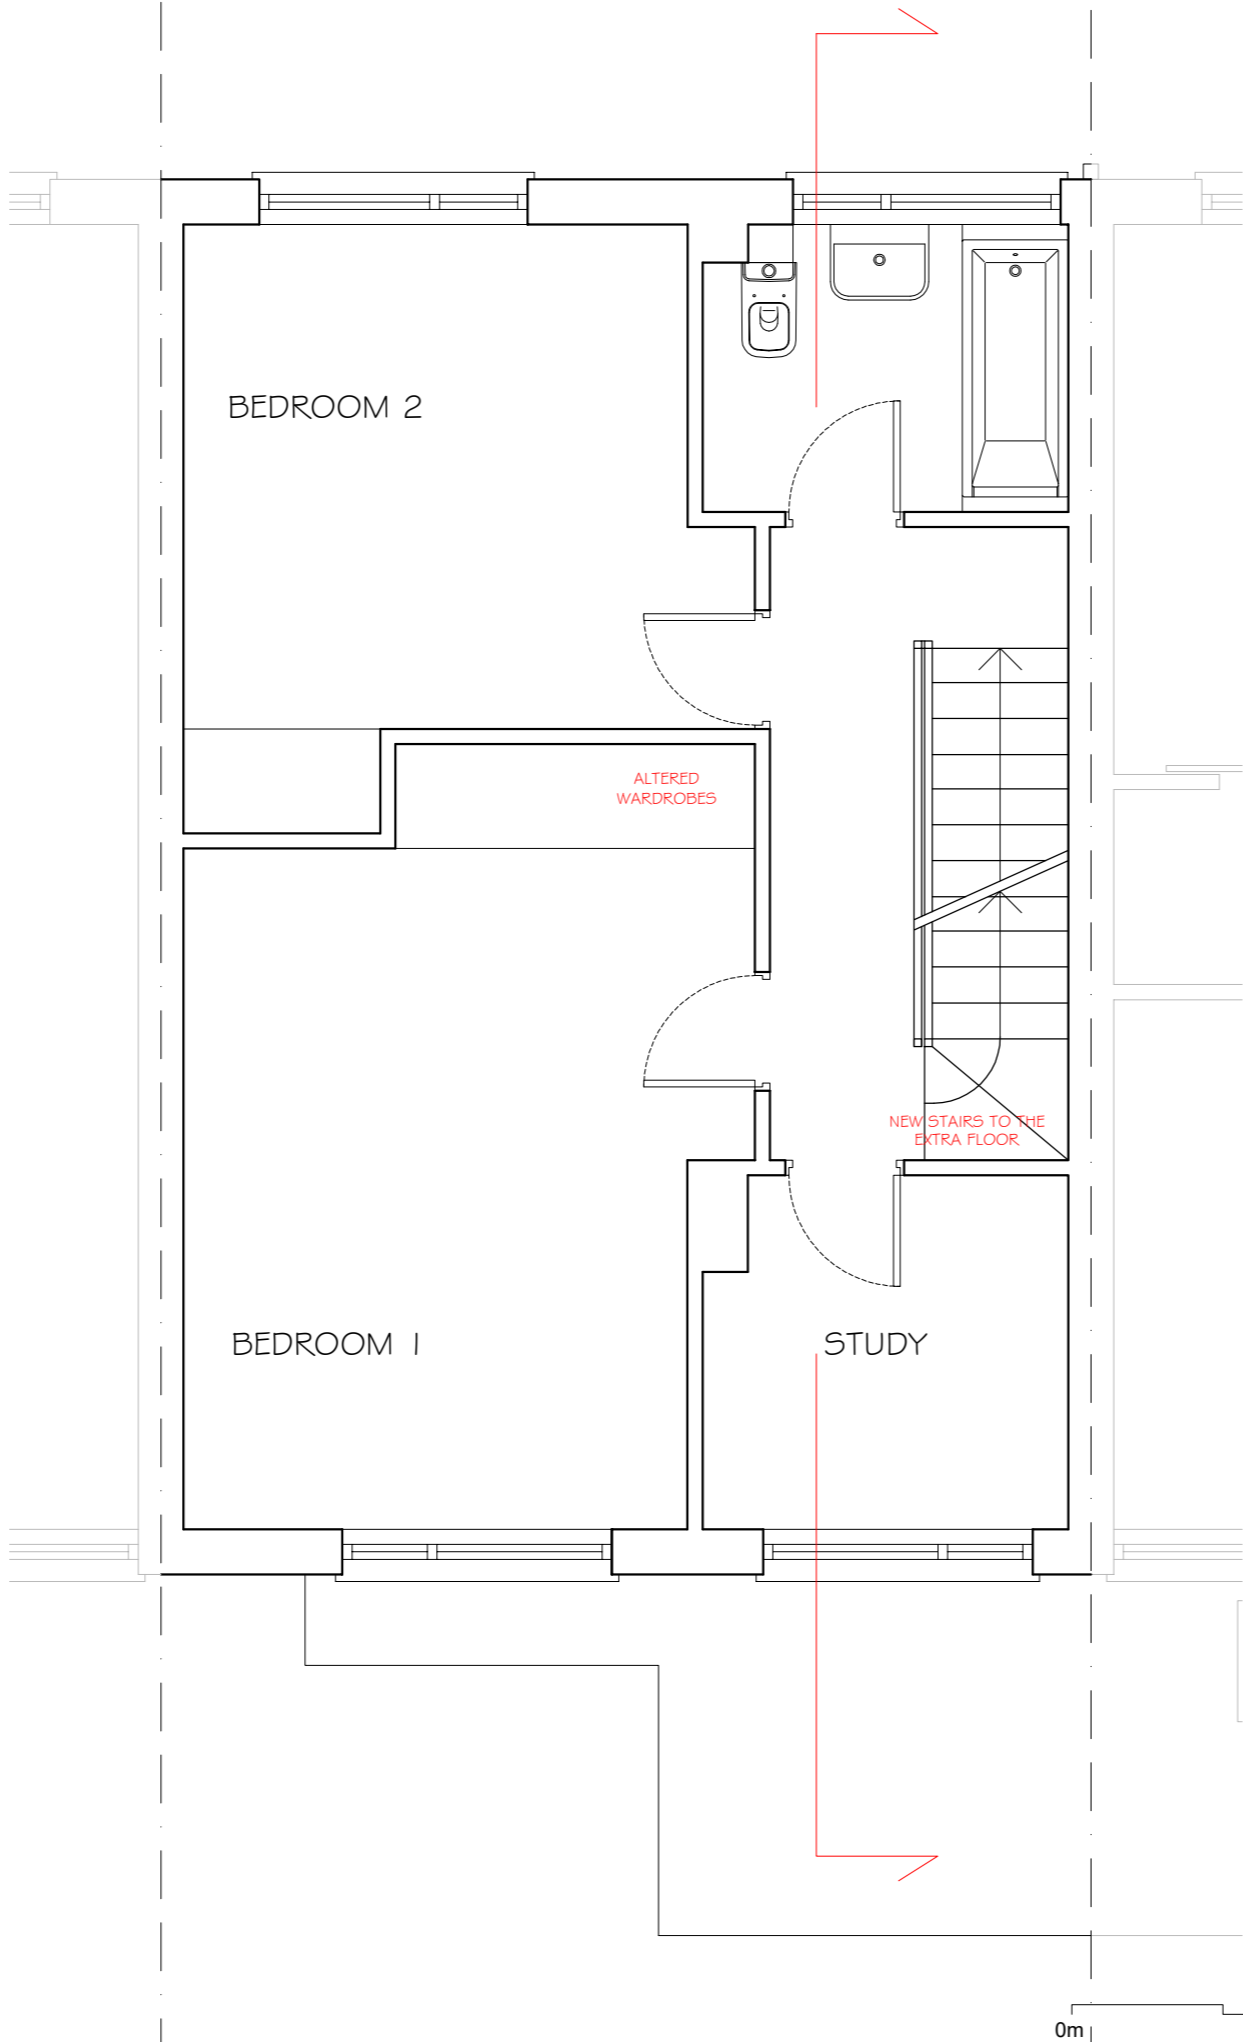 BEDROOM 2
ALTERED
WARDROBES
NEW STAIRS TO THE
EXTRA FLOOR
BEDROOM 1
STUDY
0m